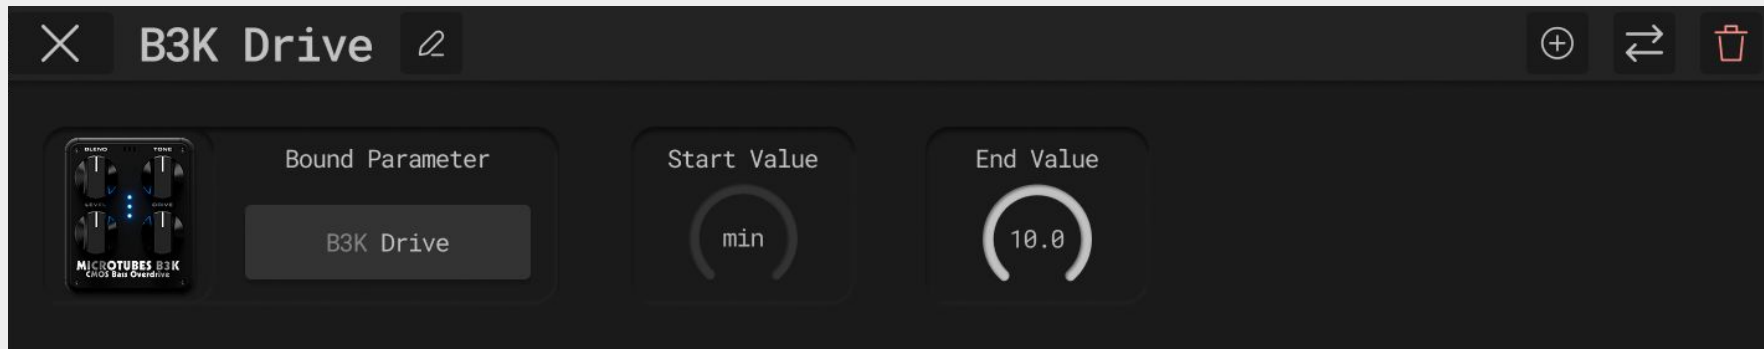 B3K Drive
BLEND TONE
LEVEL DRIVE
MICROTUBES B3K
CMOS Bass Overdrive
Bound Parameter
B3K Drive
Start Value
min
End Value
10.0